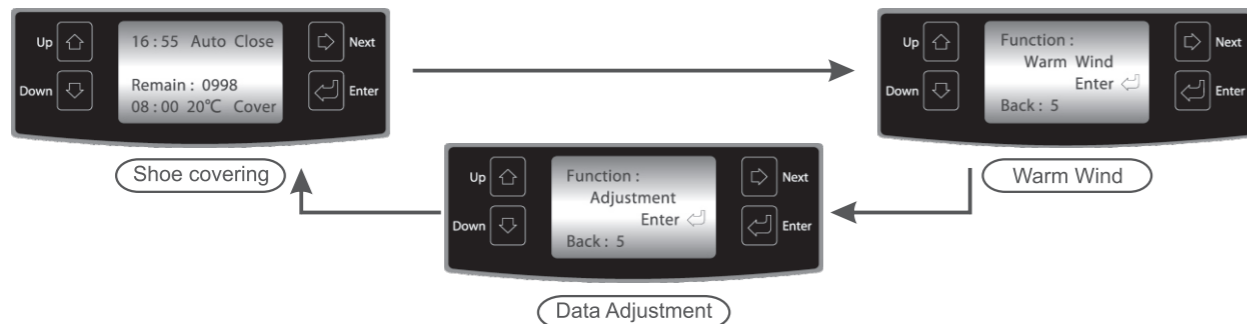 Up
16:55 Auto Close
Next
Down
Remain : 0998
08:00 20℃ Cover
Enter
Shoe covering
Up
Function :
Warm Wind
Enter
Back : 5
Next
Down
Enter
Warm Wind
Up
Function :
Adjustment
Enter
Back : 5
Next
Down
Enter
Data Adjustment